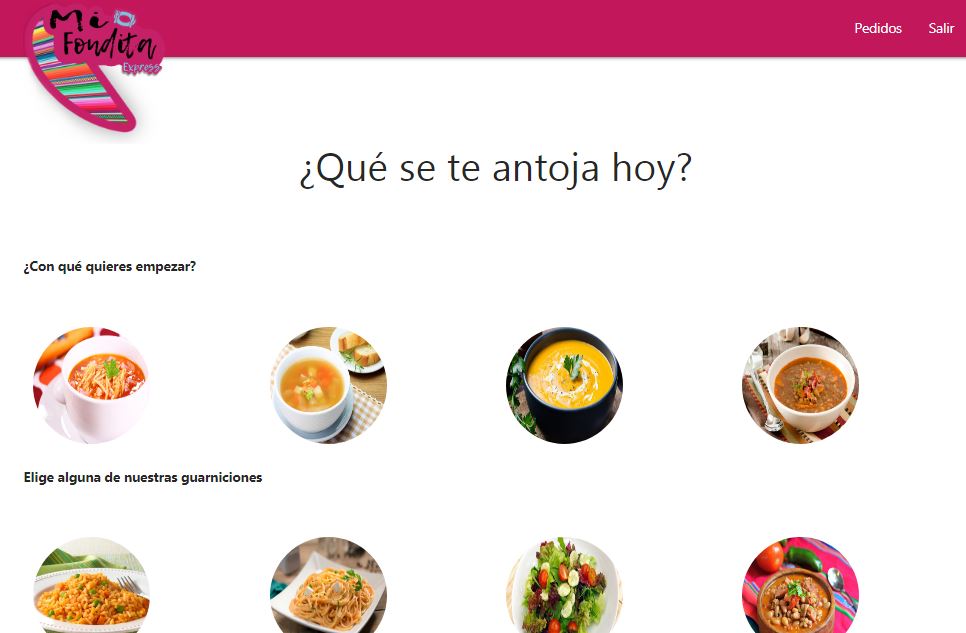 Mi
Fondita
Express
Pedidos Salir
¿Qué se te antoja hoy?
¿Con qué quieres empezar?
Elige alguna de nuestras guarniciones